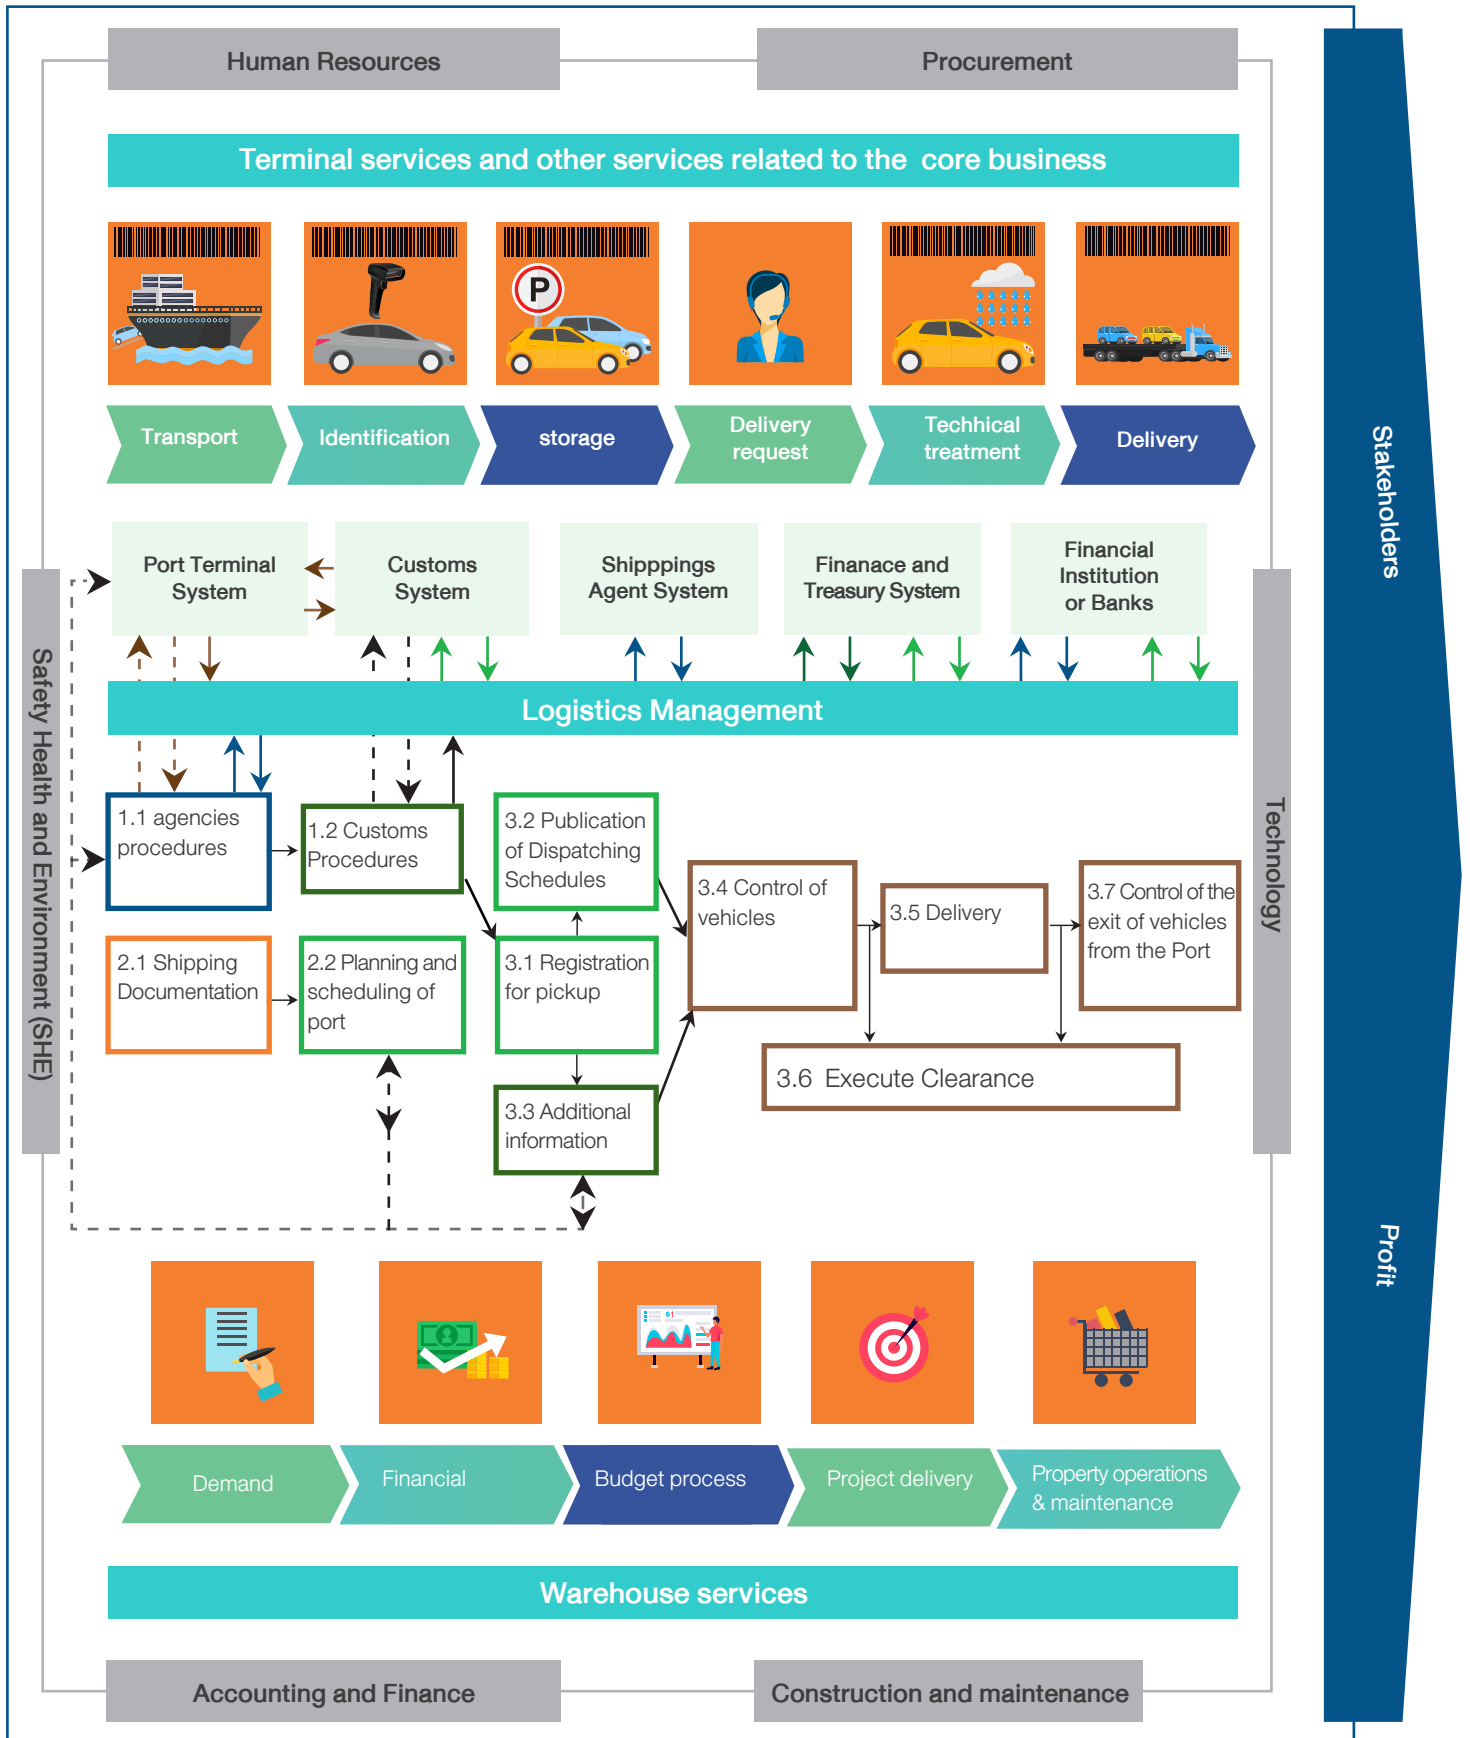 Human Resources
Procurement
Terminal services and other services related to the core business
P
Transport
Identification
storage
Delivery
request
Techhical
treatment
Delivery
Port Terminal
System
Customs
System
Shipppings
Agent System
Finanace and
Treasury System
Financial
Institution
or Banks
Logistics Management
1.1 agencies
procedures
1.2 Customs
Procedures
3.2 Publication
of Dispatching
Schedules
3.4 Control of
vehicles
3.5 Delivery
3.7 Control of the
exit of vehicles
from the Port
2.1 Shipping
Documentation
2.2 Planning and
scheduling of
port
3.1 Registration
for pickup
3.6 Execute Clearance
3.3 Additional
information
Safety Health and Environment (SHE)
Technology
Stakeholders
Profit
$
Demand
Financial
Budget process
Project delivery
Property operations
& maintenance
Warehouse services
Accounting and Finance
Construction and maintenance